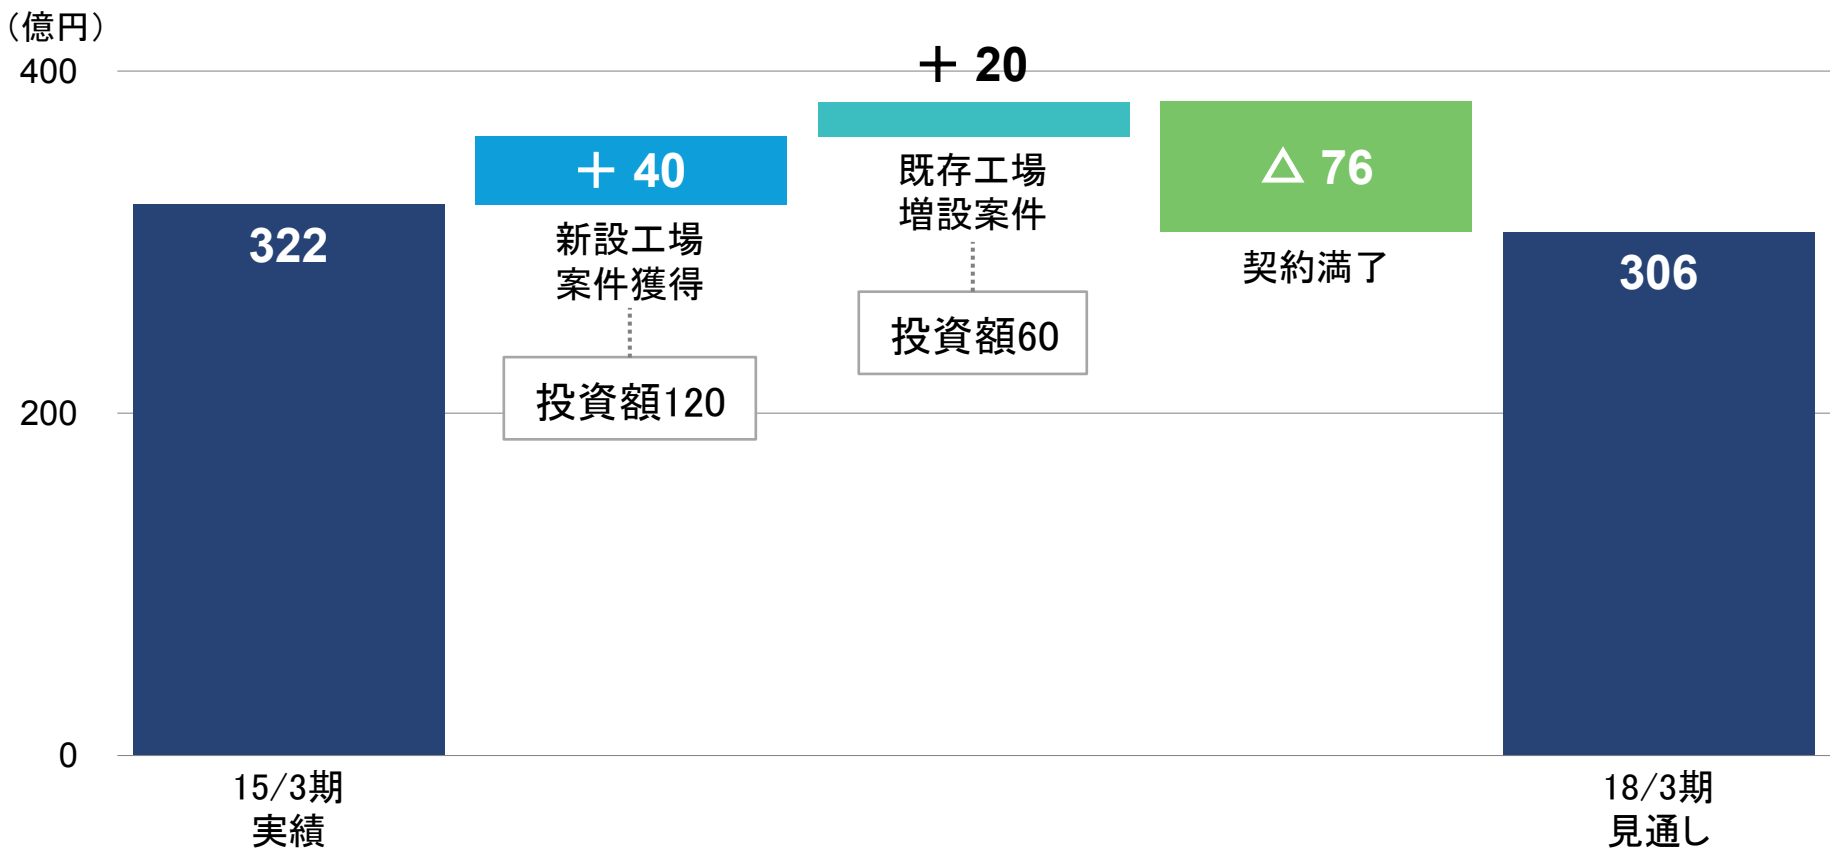 (億円)
400
200
0
322
15/3期
実績
＋ 40
新設工場
案件獲得
投資額120
＋ 20
既存工場
増設案件
投資額60
△ 76
契約満了
306
18/3期
見通し